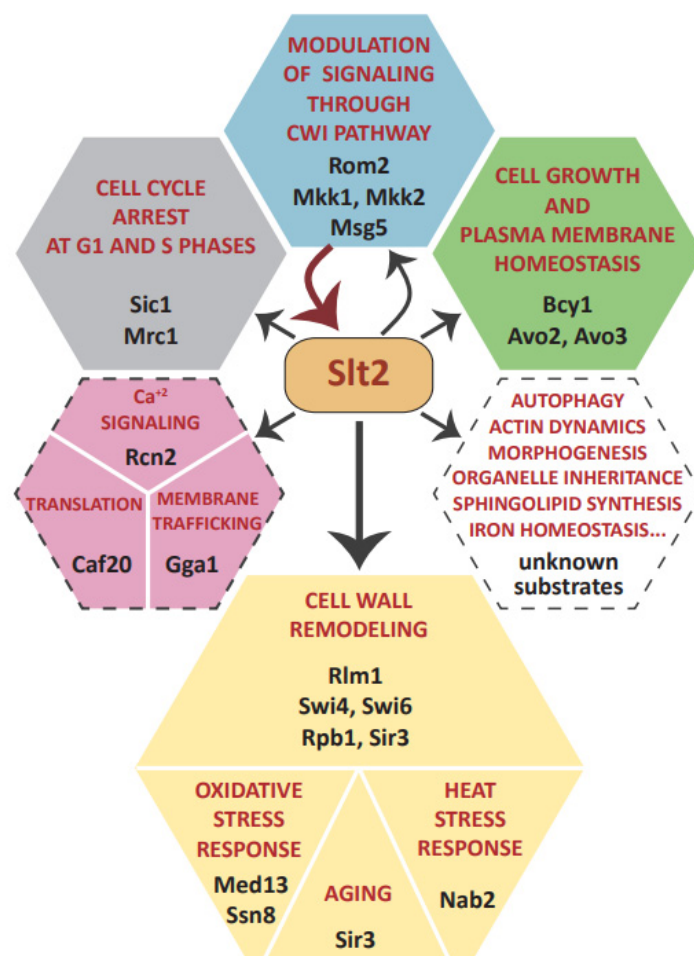 MODULATION
OF SIGNALING
THROUGH
CWI PATHWAY
Rom2
Mkk1, Mkk2
Msg5
CELL CYCLE
ARREST
AT G1 AND S PHASES
Sic1
Mrc1
CELL GROWTH
AND
PLASMA MEMBRANE
HOMEOSTASIS
Bcy1
Avo2, Avo3
Slt2
Ca+2
SIGNALING
Rcn2
TRANSLATION
Caf20
MEMBRANE
TRAFFICKING
Gga1
AUTOPHAGY
ACTIN DYNAMICS
MORPHOGENESIS
ORGANELLE INHERITANCE
SPHINGOLIPID SYNTHESIS
IRON HOMEOSTASIS...
unknown
substrates
CELL WALL
REMODELING
Rlm1
Swi4, Swi6
Rpb1, Sir3
OXIDATIVE
STRESS
RESPONSE
Med13
Ssn8
AGING
Sir3
HEAT
STRESS
RESPONSE
Nab2